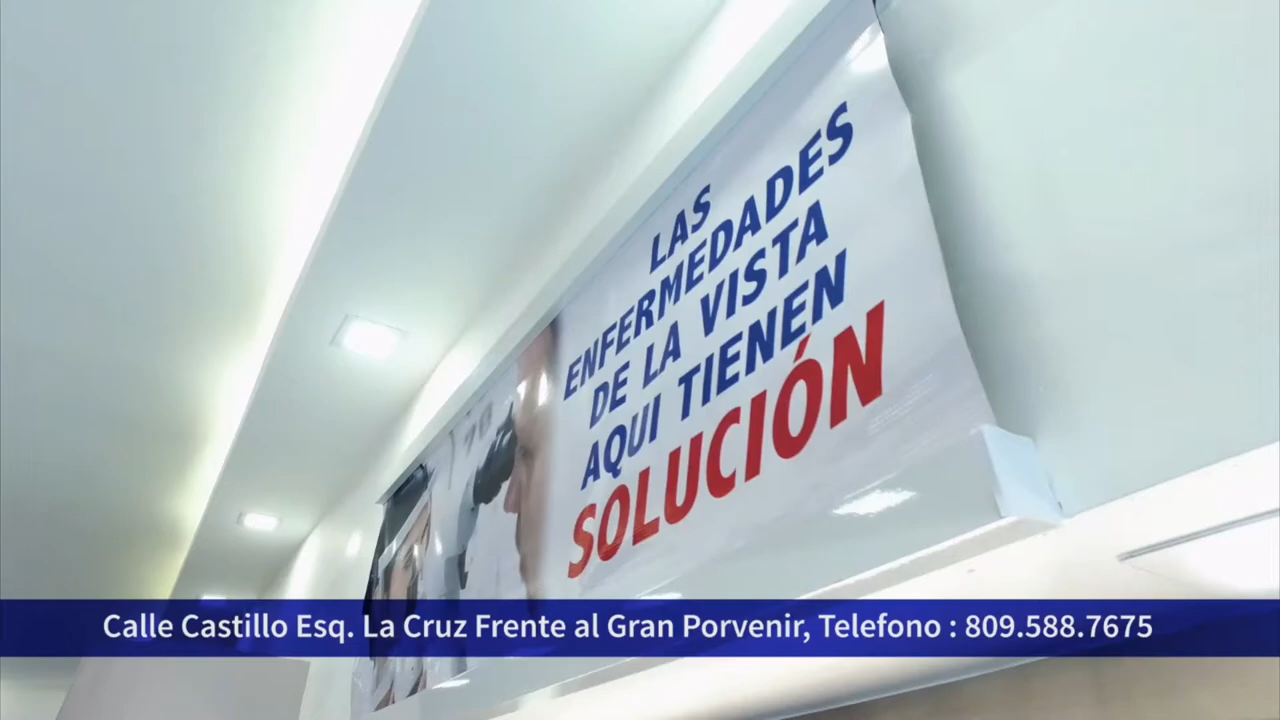 LAS
ENFERMEDADES
DE LA VISTA
AQUI TIENEN
SOLUCIÓN
Calle Castillo Esq. La Cruz Frente al Gran Porvenir, Telefono : 809.588.7675